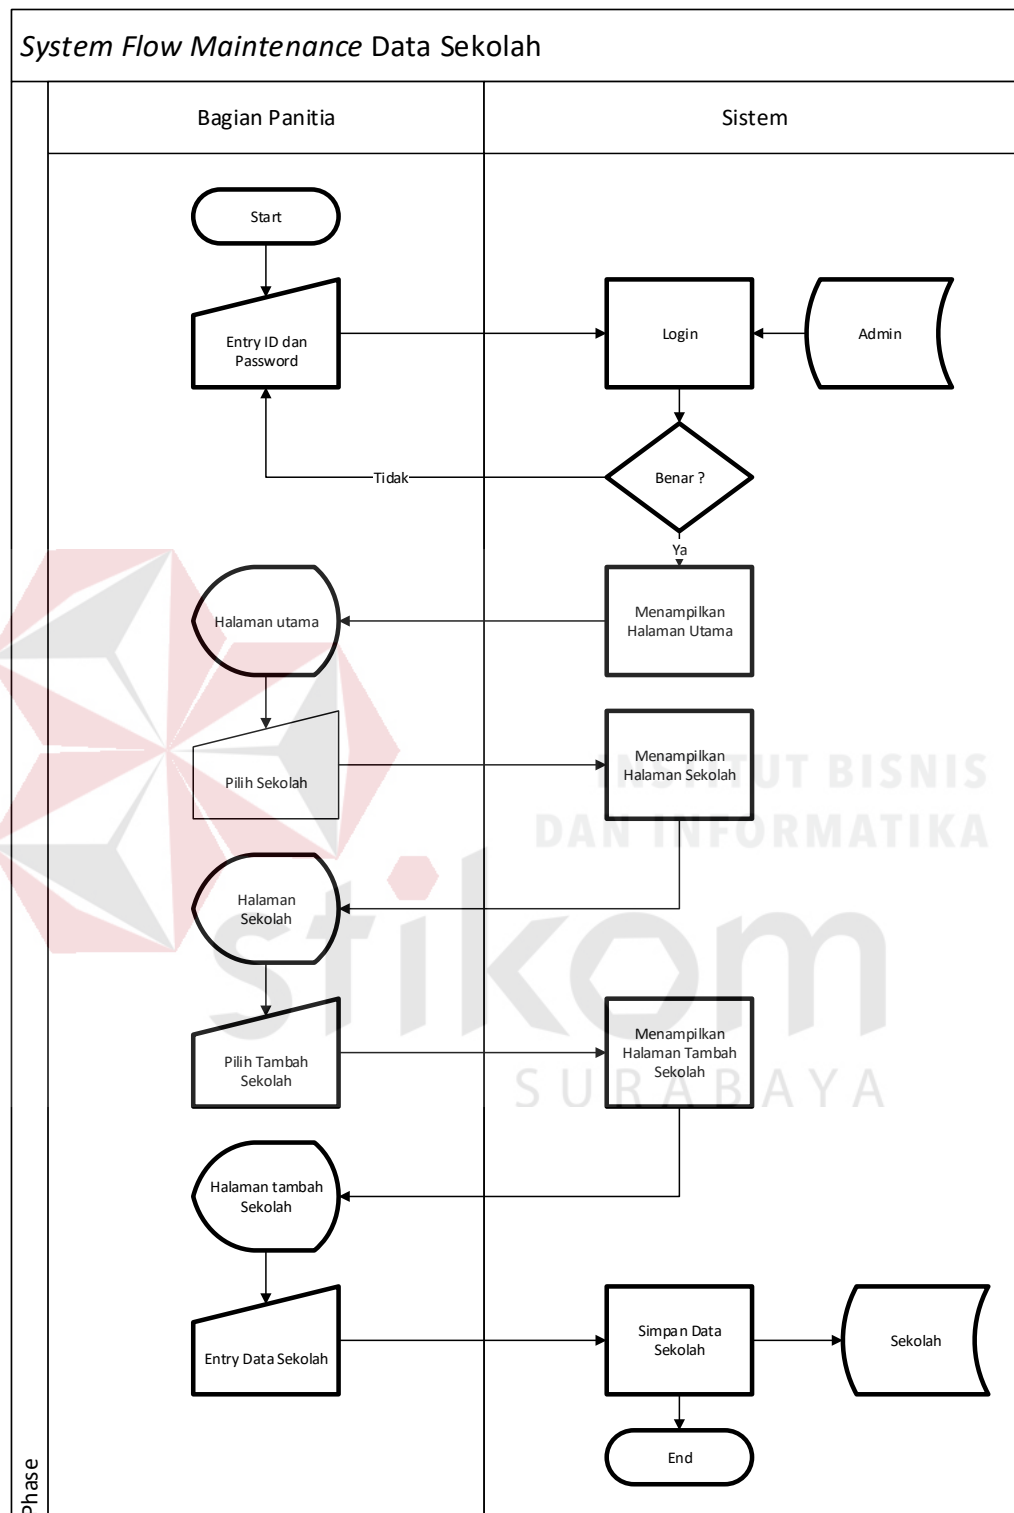 System Flow Maintenance Data Sekolah
Bagian Panitia
Sistem
Start
Entry ID dan
Password
Login
Admin
Benar ?
Tidak
Ya
Halaman utama
Menampilkan
Halaman Utama
Pilih Sekolah
Menampilkan
Halaman Sekolah
INSTITUT BISNIS
DAN INFORMATIKA
Halaman
Sekolah
stikom
SURABAYA
Pilih Tambah
Sekolah
Menampilkan
Halaman Tambah
Sekolah
Halaman tambah
Sekolah
Entry Data Sekolah
Simpan Data
Sekolah
Sekolah
End
Phase